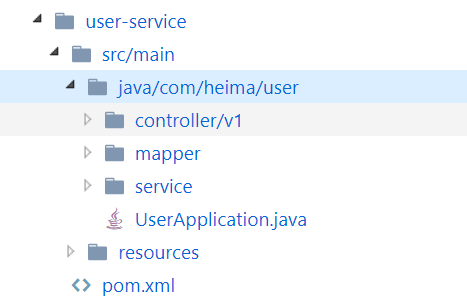 user-service
src/main
java/com/heima/user
controller/v1
mapper
service
UserApplication.java
resources
pom.xml